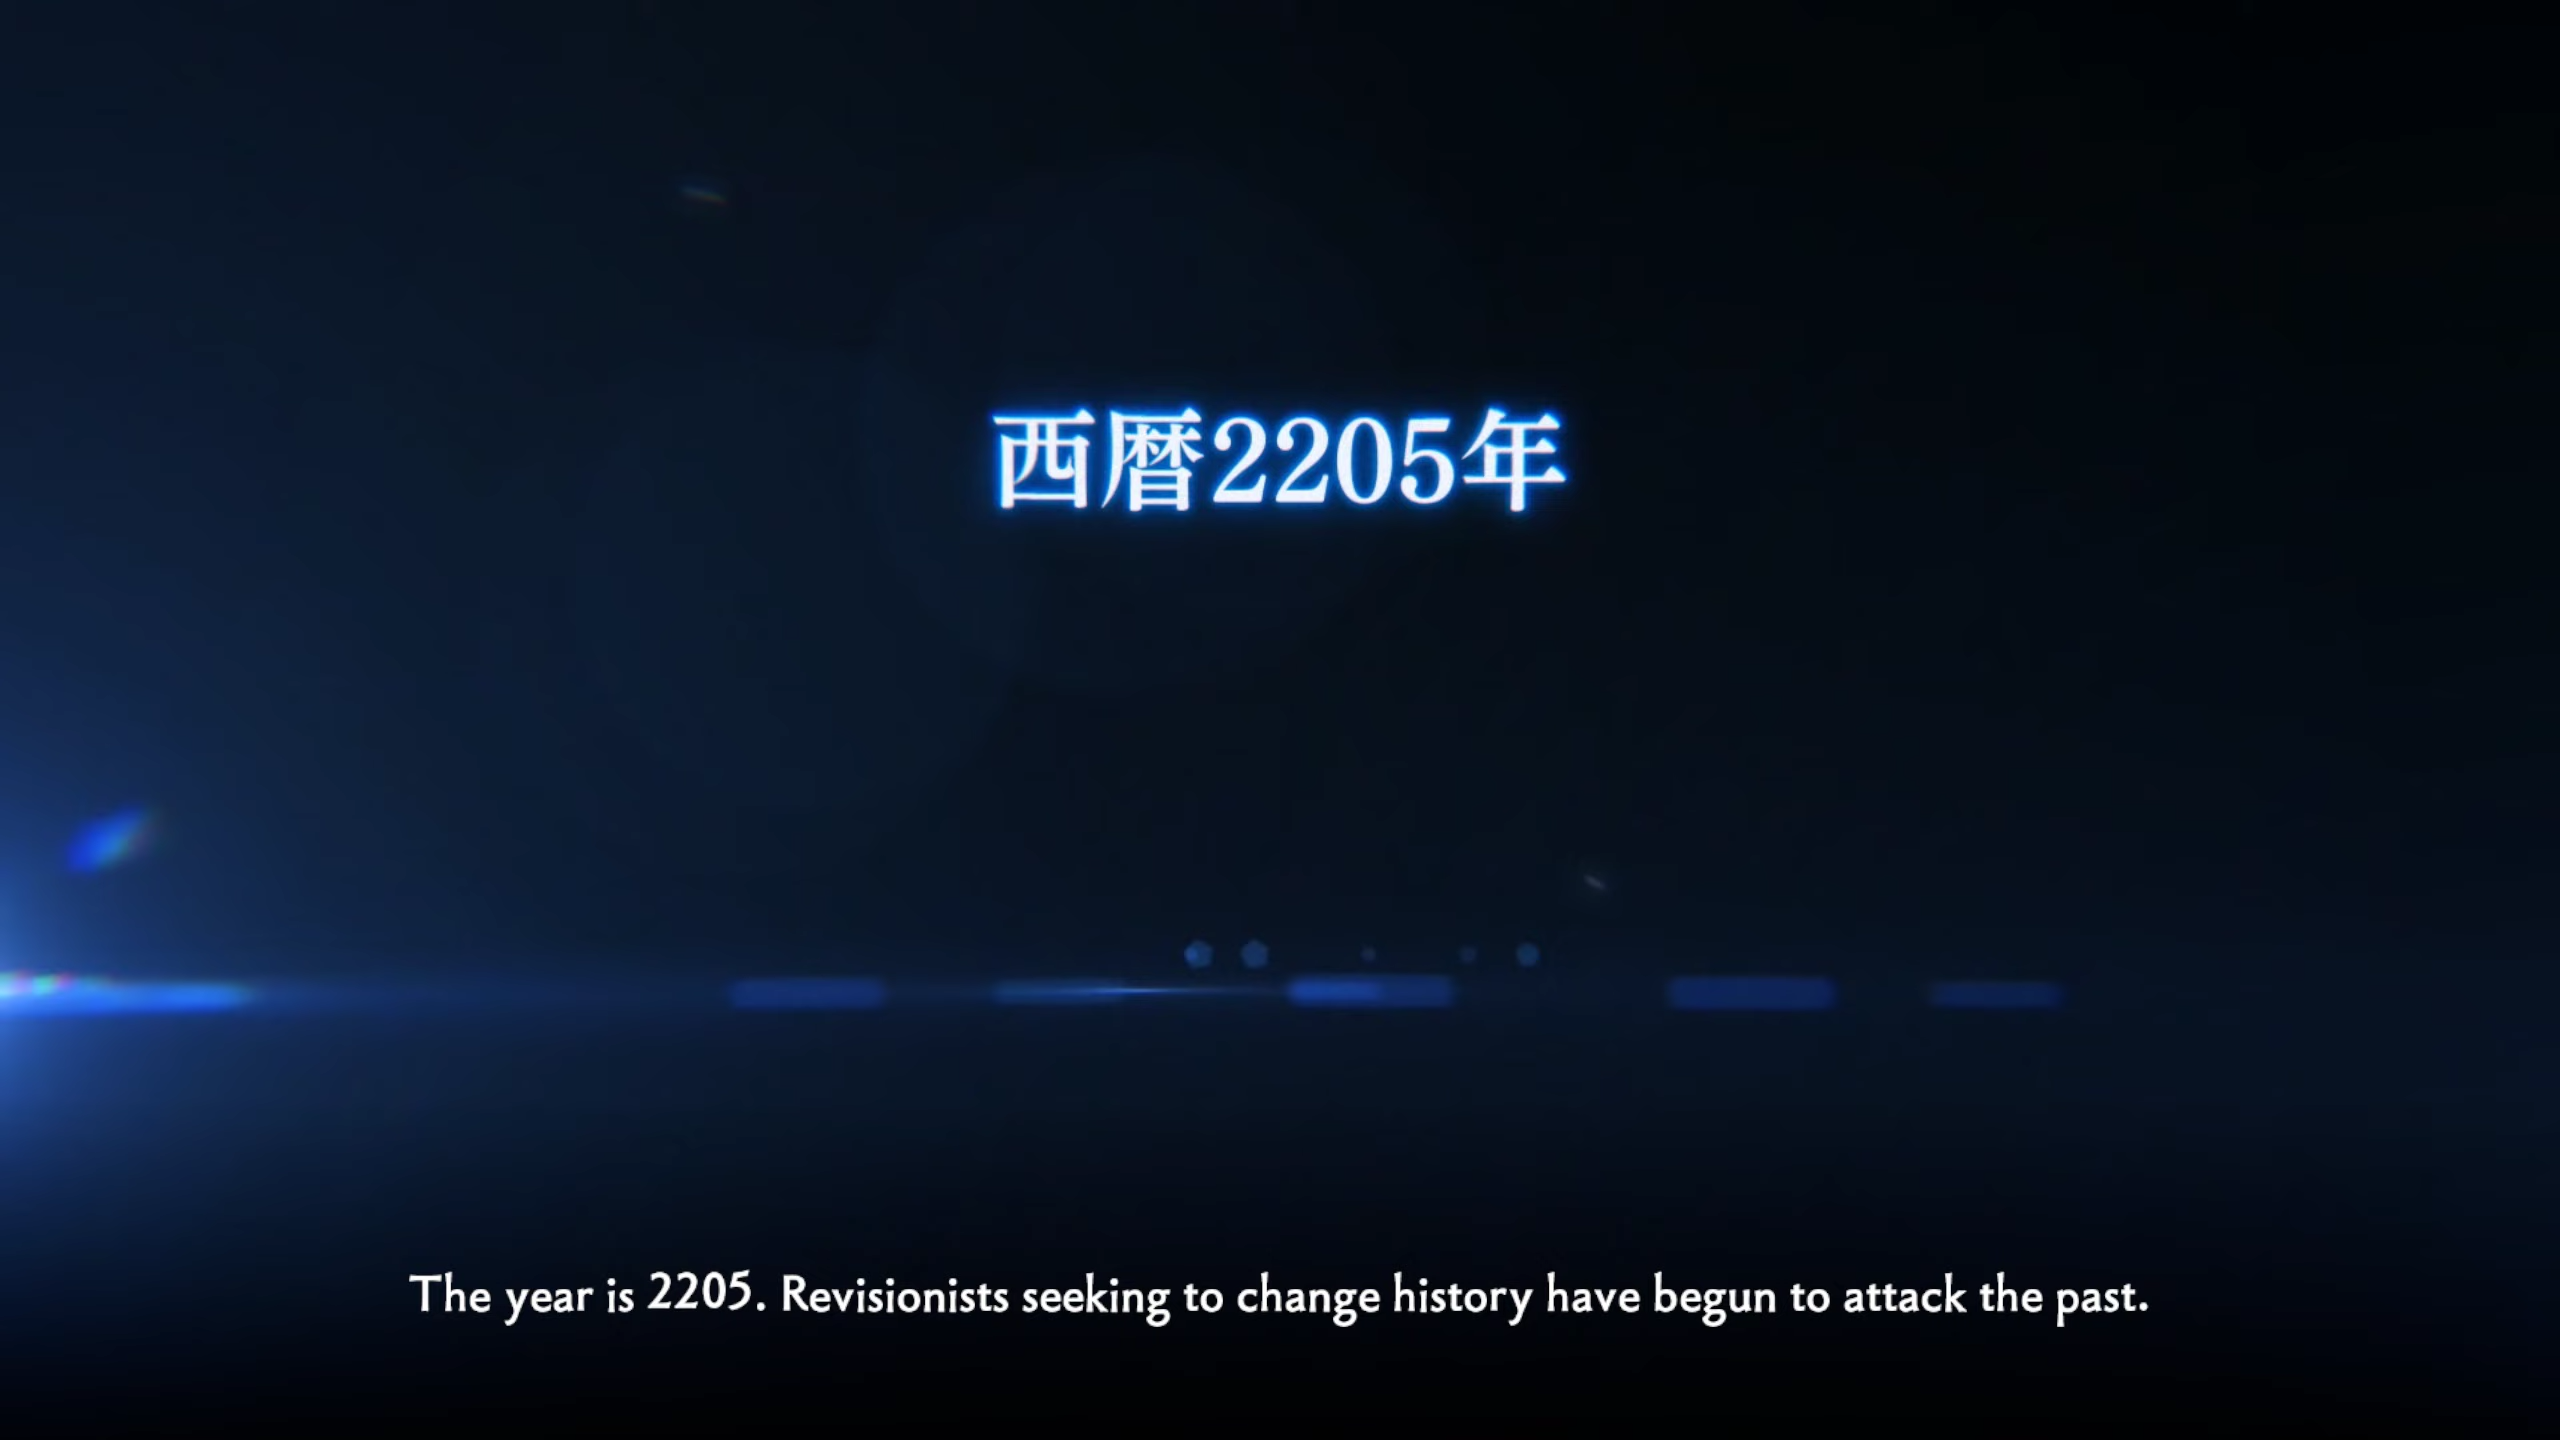 西暦2205年
The year is 2205. Revisionists seeking to change history have begun to attack the past.